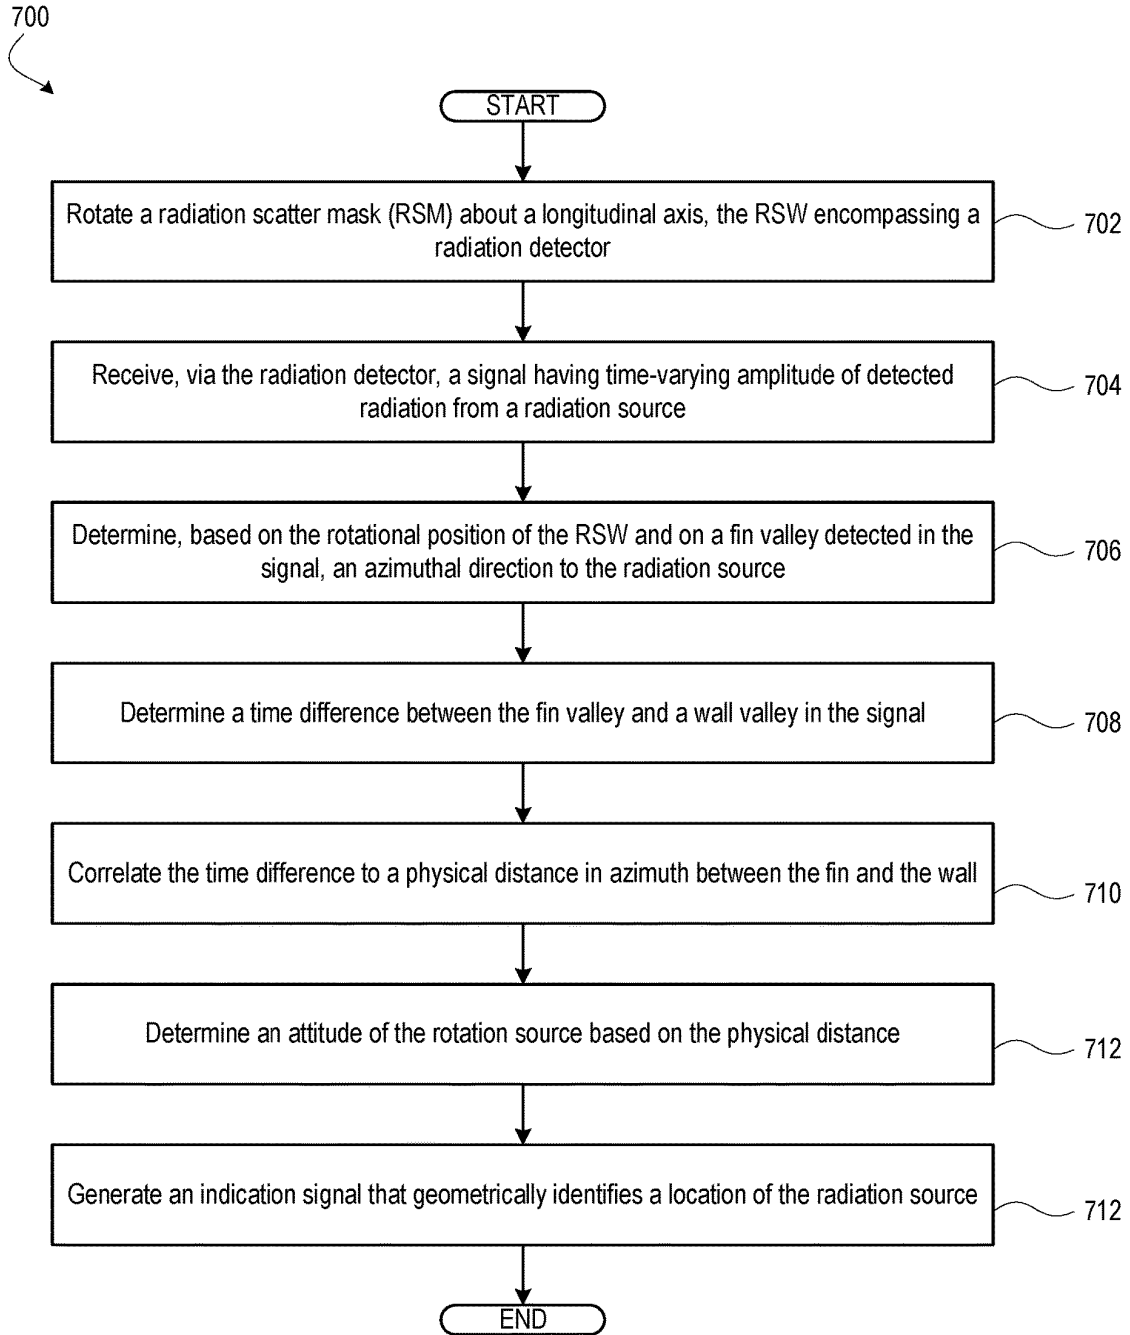 700
START
Rotate a radiation scatter mask (RSM) about a longitudinal axis, the RSW encompassing a
radiation detector
702
Receive, via the radiation detector, a signal having time-varying amplitude of detected
radiation from a radiation source
704
Determine, based on the rotational position of the RSW and on a fin valley detected in the
signal, an azimuthal direction to the radiation source
706
Determine a time difference between the fin valley and a wall valley in the signal
708
Correlate the time difference to a physical distance in azimuth between the fin and the wall
710
Determine an attitude of the rotation source based on the physical distance
712
Generate an indication signal that geometrically identifies a location of the radiation source
712
END